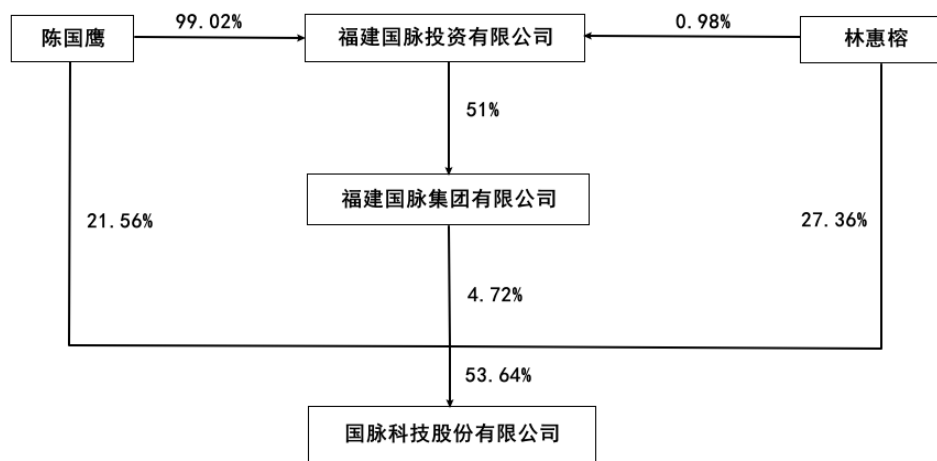 99.02%
0.98%
陈国鹰
福建国脉投资有限公司
林惠榕
51%
福建国脉集团有限公司
21.56%
27.36%
4.72%
53.64%
国脉科技股份有限公司